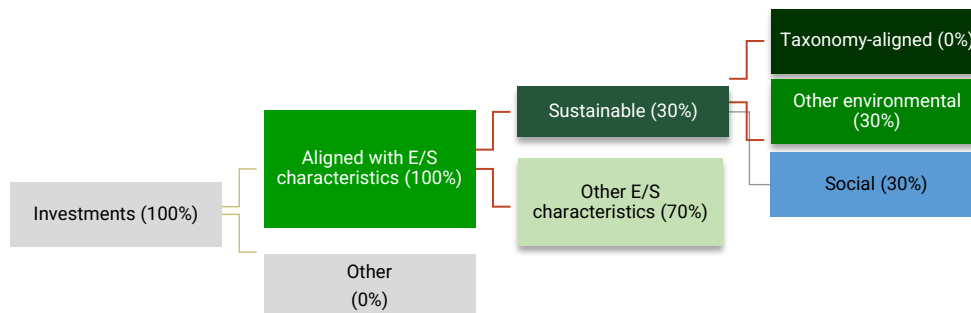 Investments (100%)
Aligned with E/S
characteristics (100%)
Other
(0%)
Sustainable (30%)
Other E/S
characteristics (70%)
Taxonomy-aligned (0%)
Other environmental
(30%)
Social (30%)